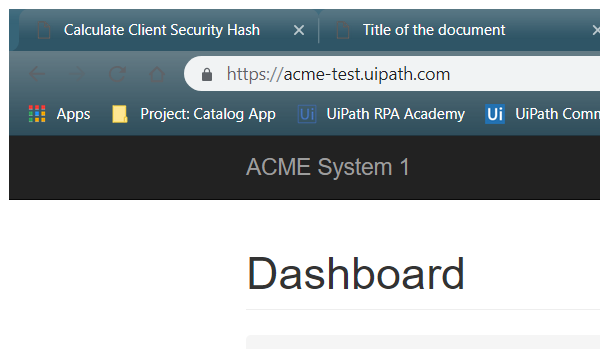 Calculate Client Security Hash Title of the document
https://acme-test.uipath.com
Apps Project: Catalog App Ui UiPath RPA Academy Ui UiPath
ACME System 1
Dashboard